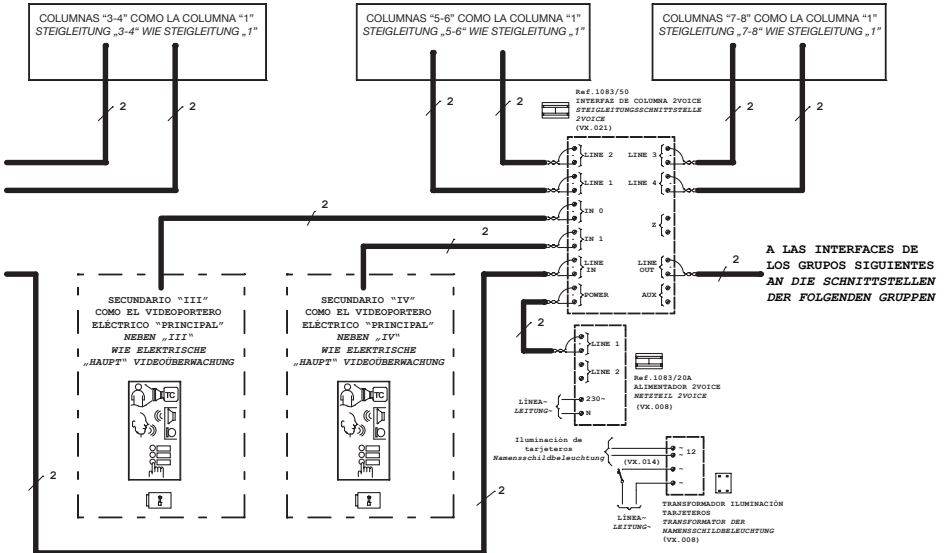 COLUMNAS "3-4" COMO LA COLUMNA "1"
STEIGLEITUNG „3-4“ WIE STEIGLEITUNG „1"
COLUMNAS "5-6" COMO LA COLUMNA "1"
STEIGLEITUNG „5-6“ WIE STEIGLEITUNG „1"
COLUMNAS "7-8" COMO LA COLUMNA "1"
STEIGLEITUNG „7-8“ WIE STEIGLEITUNG „1"
2
2
2
2
2
2
Ref.1083/50
INTERFAZ DE COLUMNA 2VOICE
STEIGLEITUNGSSCHNITTSTELLE
2VOICE
(VX.021)
LINE 2
LINE 3
LINE 1
LINE 4
IN 0
Z
IN 1
LINE
IN
LINE
OUT
POWER
AUX
2
2
2
A LAS INTERFACES DE
LOS GRUPOS SIGUIENTES
AN DIE SCHNITTSTELLEN
DER FOLGENDEN GRUPPEN
2
SECUNDARIO "III"
COMO EL VIDEOPORTERO
ELÉCTRICO "PRINCIPAL"
NEBEN „III“
WIE ELEKTRISCHE
„HAUPT“ VIDEOÜBERWACHUNG
TC
SECUNDARIO "IV"
COMO EL VIDEOPORTERO
ELÉCTRICO "PRINCIPAL"
NEBEN „IV“
WIE ELEKTRISCHE
„HAUPT“ VIDEOÜBERWACHUNG
TC
LINE 1
LINE 2
230~
N
LÍNEA~
LEITUNG~
Ref.1083/20A
ALIMENTADOR 2VOICE
NETZTEIL 2VOICE
(VX.008)
Iluminación de
tarjeteros
Namensschildbeleuchtung
(VX.014)
~
~
12
~
~
LÍNEA~
LEITUNG~
TRANSFORMADOR ILUMINACIÓN
TARJETEROS
TRANSFORMATOR DER
NAMENSSCHILDBELEUCHTUNG
(VX.008)
2
2